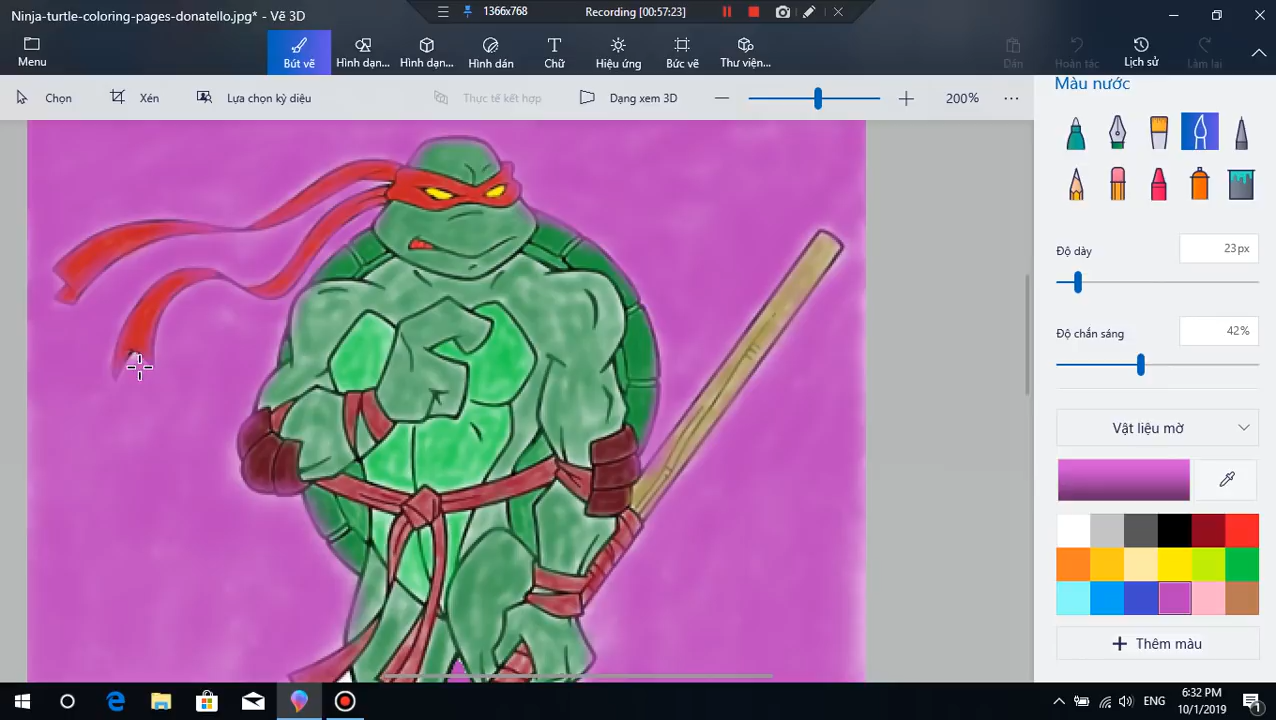 Ninja-turtle-coloring-pages-donatello.jpg* - Vẽ 3D
1366x768
Recording (00:57:23)
Menu
Bút vẽ
Hình dạn...
Hình dạn...
Hình dán
Chữ
Hiệu ứng
Bức vẽ
Thư viện...
Dán
Hoàn tác
Lịch sử
Làm lại
Chọn
Xén
Lựa chọn kỳ diệu
Thực tế kết hợp
Dạng xem 3D
200%
Màu nước
Độ dày
23px
Độ chắn sáng
42%
Vật liệu mờ
Thêm màu
ENG
6:32 PM
10/1/2019
1